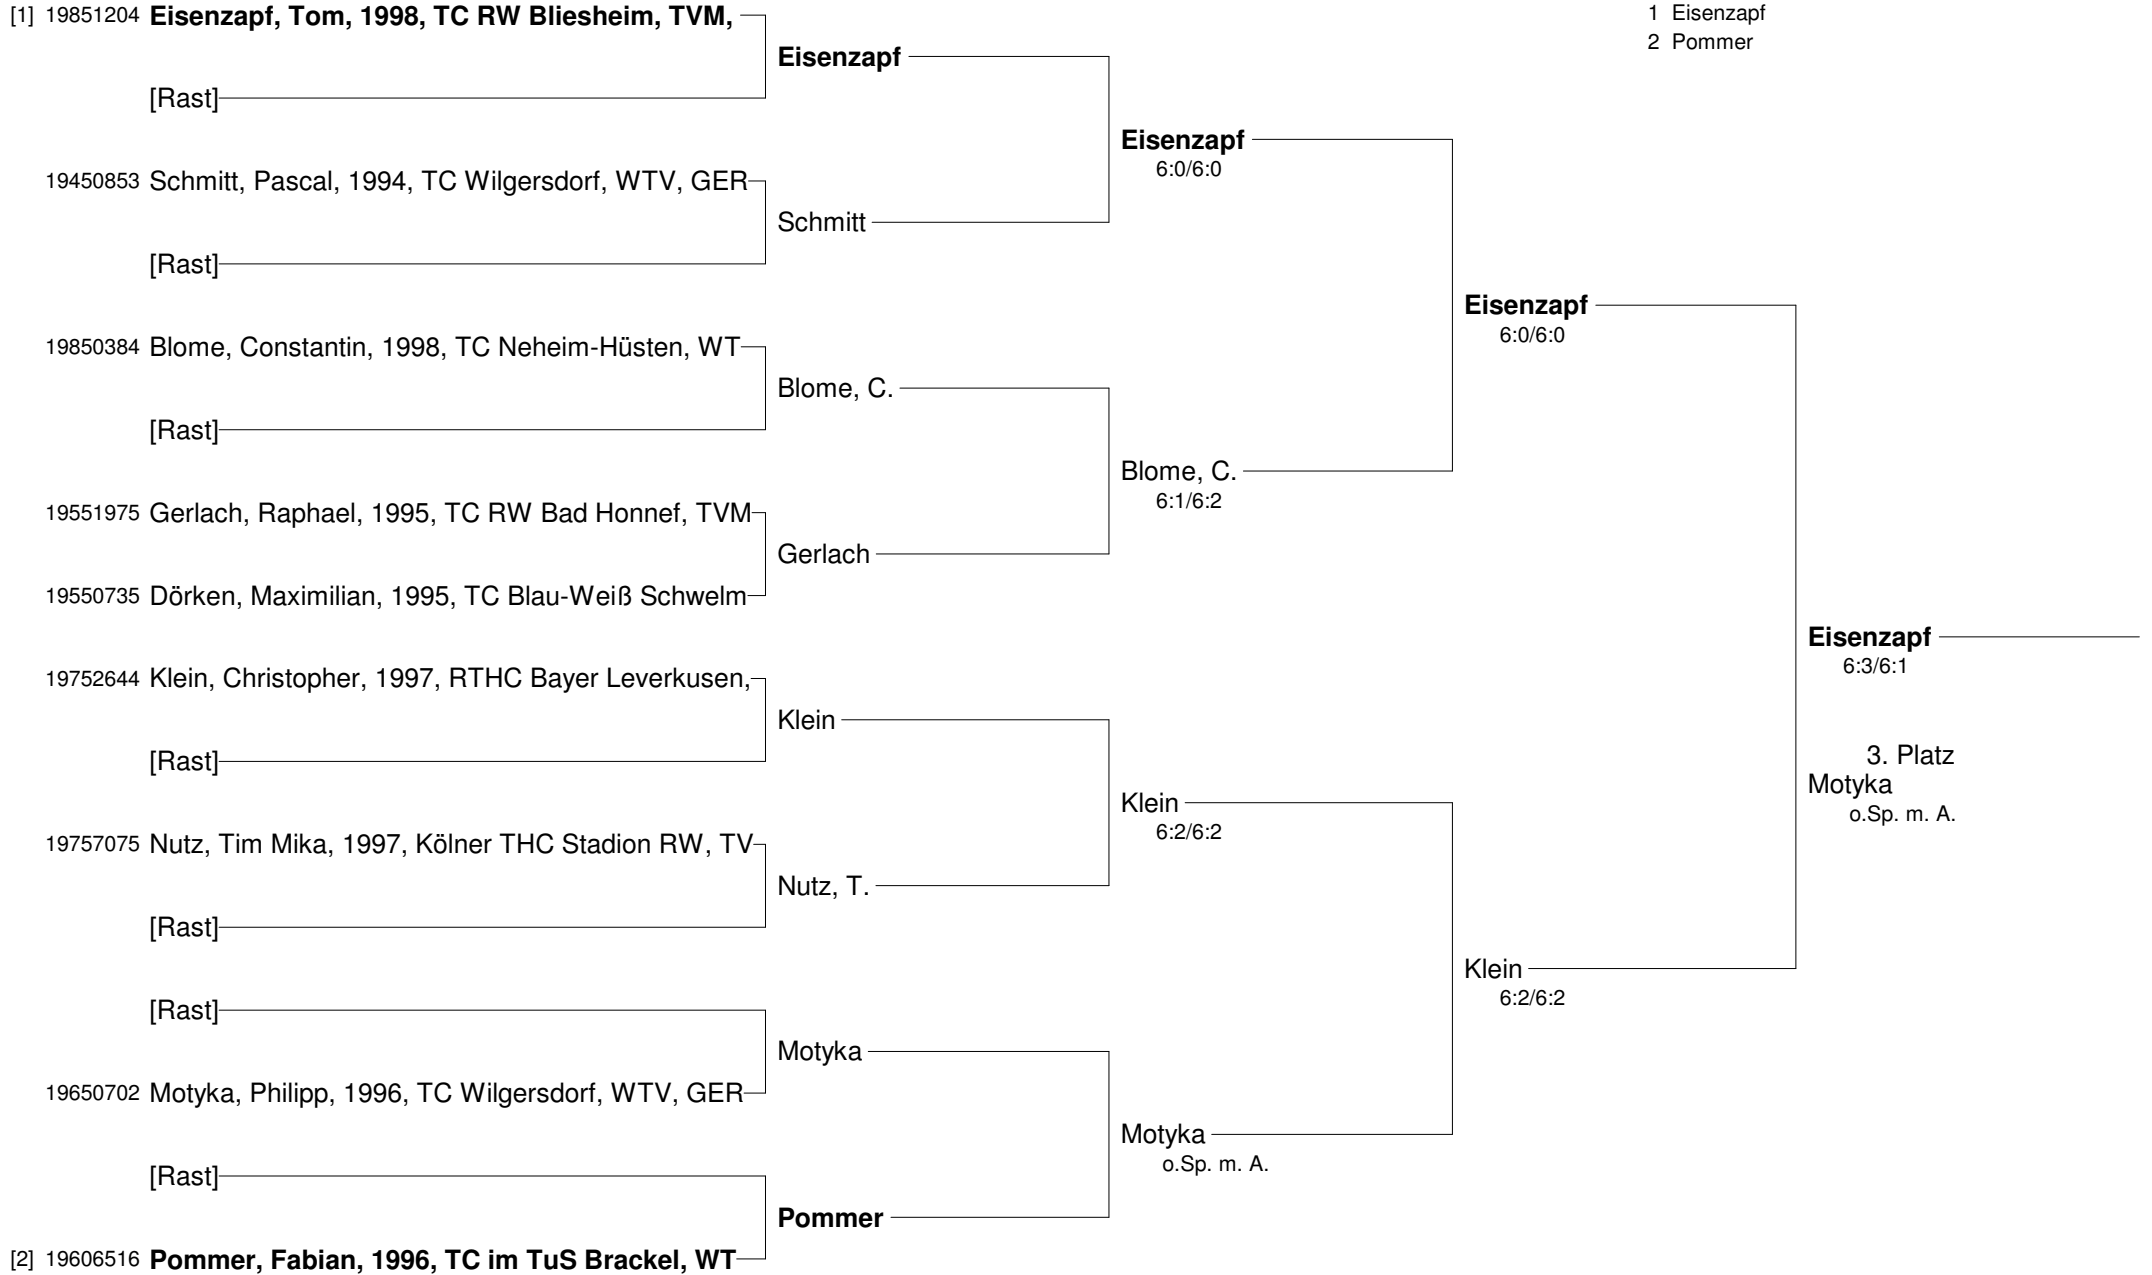 [1] 19851204 Eisenzapf, Tom, 1998, TC RW Bliesheim, TVM,
1 Eisenzapf
2 Pommer
Eisenzapf
[Rast]
Eisenzapf
6:0/6:0
19450853 Schmitt, Pascal, 1994, TC Wilgersdorf, WTV, GER
Schmitt
[Rast]
Eisenzapf
6:0/6:0
19850384 Blome, Constantin, 1998, TC Neheim-Hüsten, WT
Blome, C.
[Rast]
Blome, C.
6:1/6:2
19551975 Gerlach, Raphael, 1995, TC RW Bad Honnef, TVM
Gerlach
19550735 Dörken, Maximilian, 1995, TC Blau-Weiß Schwelm
Eisenzapf
6:3/6:1
19752644 Klein, Christopher, 1997, RTHC Bayer Leverkusen,
Klein
[Rast]
3. Platz
Motyka
o.Sp. m. A.
Klein
6:2/6:2
19757075 Nutz, Tim Mika, 1997, Kölner THC Stadion RW, TV
Nutz, T.
[Rast]
Klein
6:2/6:2
[Rast]
Motyka
19650702 Motyka, Philipp, 1996, TC Wilgersdorf, WTV, GER
Motyka
o.Sp. m. A.
[Rast]
Pommer
[2] 19606516 Pommer, Fabian, 1996, TC im TuS Brackel, WT